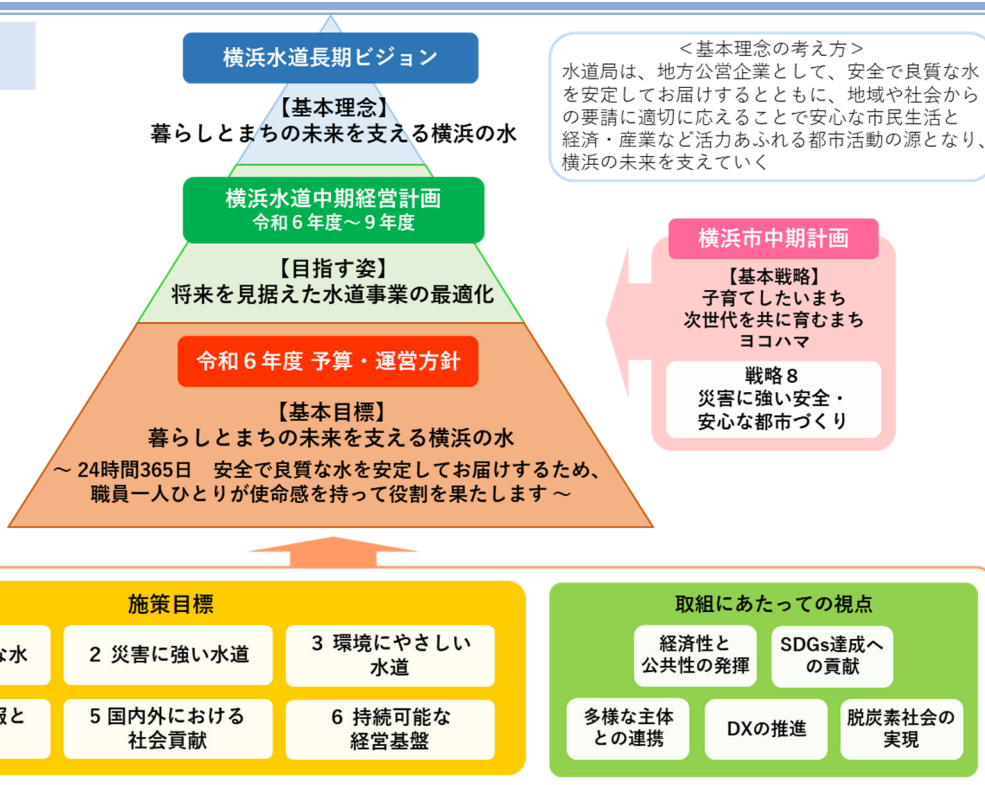 横浜水道長期ビジョン
【基本理念】
暮らしとまちの未来を支える横浜の水
＜基本理念の考え方＞
水道局は、地方公営企業として、安全で良質な水
を安定してお届けするとともに、地域や社会から
の要請に適切に応えることで安心な市民生活と
経済・産業など活力あふれる都市活動の源となり、
横浜の未来を支えていく
横浜水道中期経営計画
令和６年度～９年度
【目指す姿】
将来を見据えた水道事業の最適化
横浜市中期計画
【基本戦略】
子育てしたいまち
次世代を共に育むまち
ヨコハマ
戦略８
災害に強い安全・
安心な都市づくり
令和６年度 予算・運営方針
【基本目標】
暮らしとまちの未来を支える横浜の水
～ 24時間365日　安全で良質な水を安定してお届けするため、
職員一人ひとりが使命感を持って役割を果たします ～
施策目標
な水
2 災害に強い水道
3 環境にやさしい
水道
報と
5 国内外における
社会貢献
6 持続可能な
経営基盤
取組にあたっての視点
経済性と
公共性の発揮
SDGs達成へ
の貢献
多様な主体
との連携
DXの推進
脱炭素社会の
実現